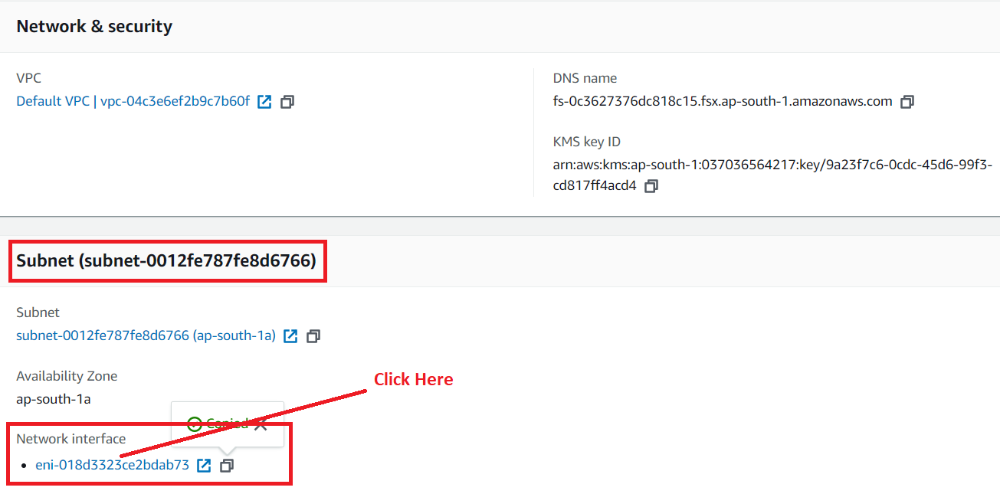 Network & security
VPC
Default VPC | vpc-04c3e6ef2b9c7b60f
DNS name
fs-0c3627376dc818c15.fsx.ap-south-1.amazonaws.com
KMS key ID
arn:aws:kms:ap-south-1:037036564217:key/9a23f7c6-0cdc-45d6-99f3-
cd817ff4acd4
Subnet (subnet-0012fe787fe8d6766)
Subnet
subnet-0012fe787fe8d6766 (ap-south-1a)
Availability Zone
ap-south-1a
Click Here
Copied
Network interface
• eni-018d3323ce2bdab73